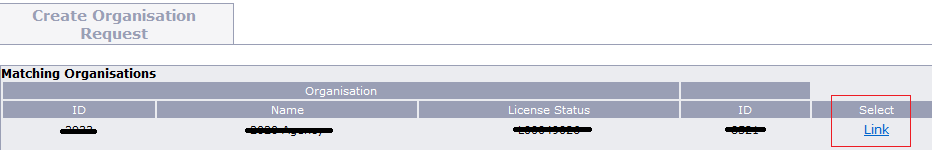 Create Organisation
Request
Matching Organisations
Organisation
ID Name License Status ID Select
Link